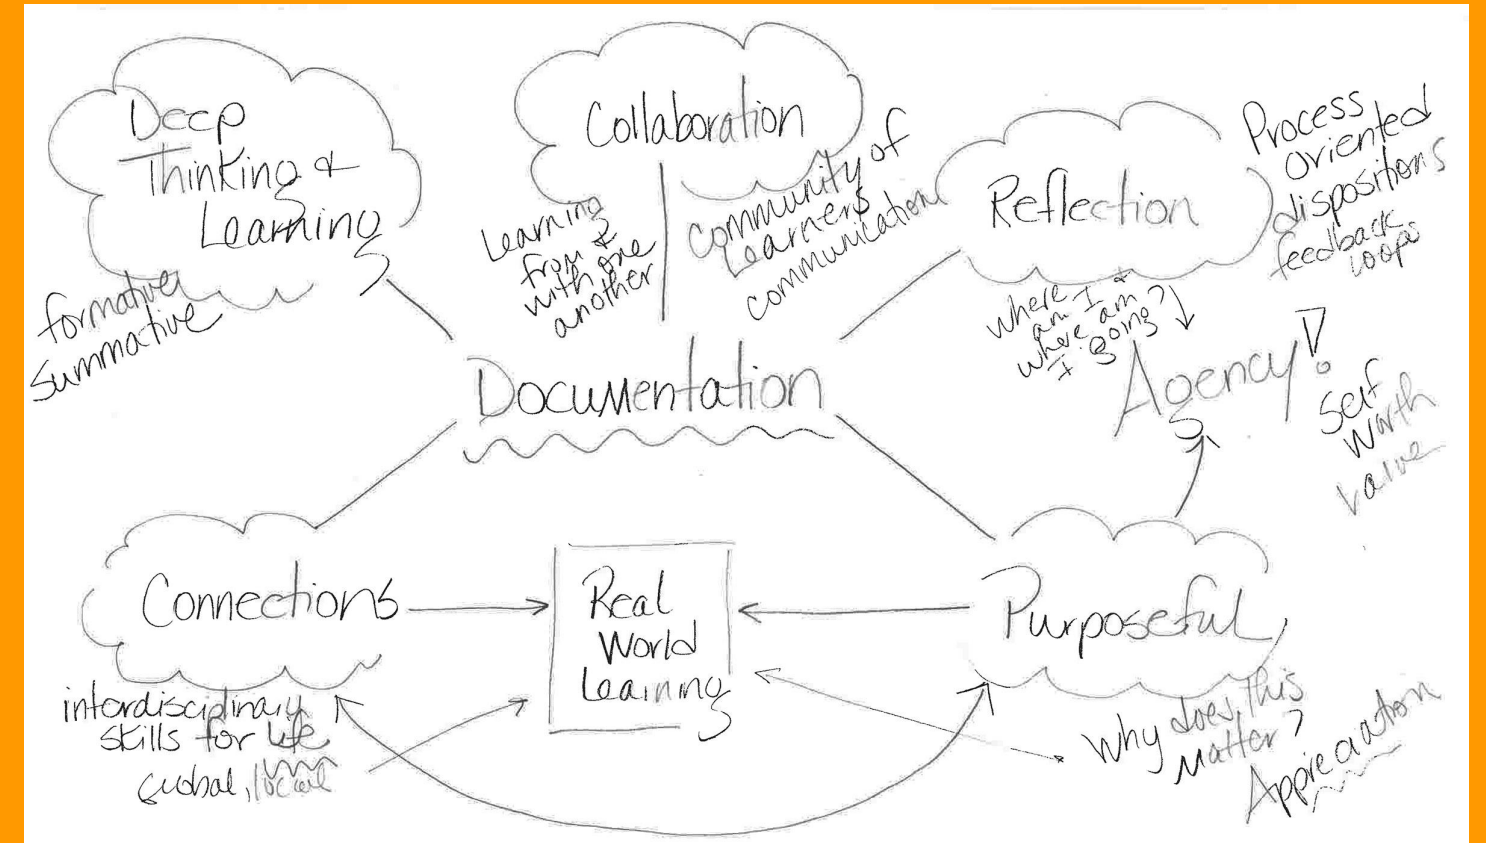 Deep
Thinking &
Learning
formative
summative
Collaboration
Learning
from &
with one
another
community of
learners
communication
Reflection
Process
oriented
dispositions
feedback
loops
where
am I &
where am
I going?
Agency!
Self
worth
value
Documentation
Connections
interdisciplinary
skills for life
Global, local
Real
World
Learning
Purposeful
Why does this
matter?
Appreciation